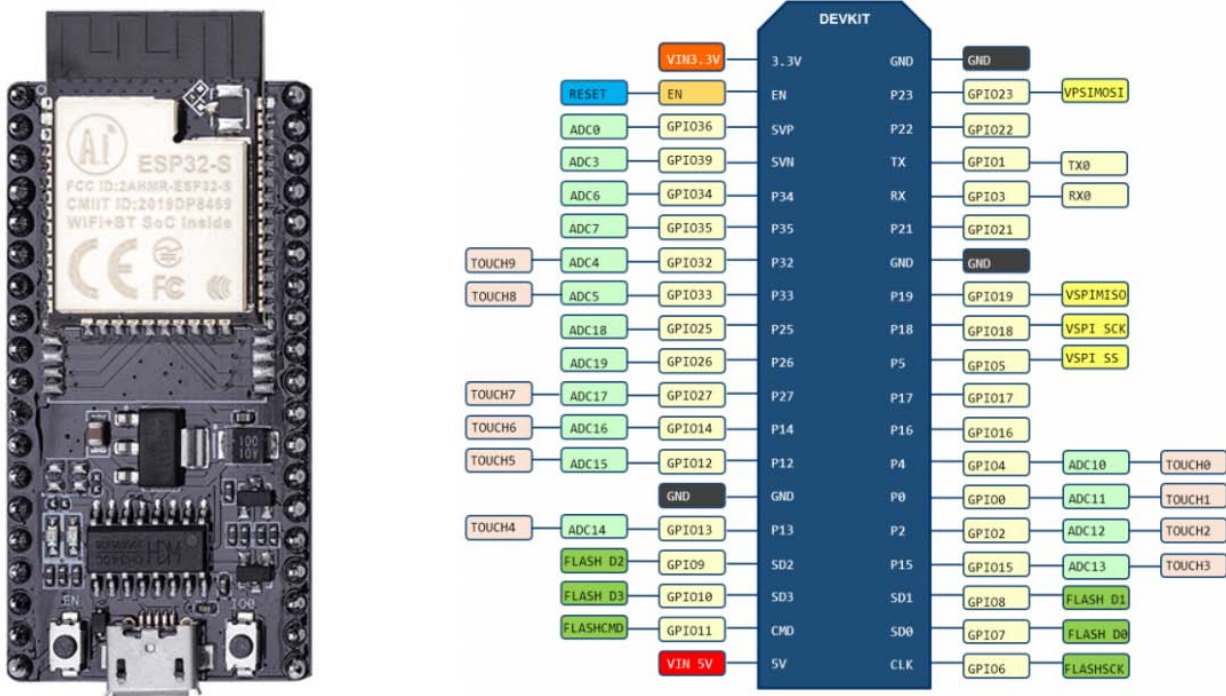 Ai
ESP32-S
FCC ID:2AHMR-ESP32-S
CMIIT ID:2019DP8469
WiFi+BT SoC Inside
CE
FC
100
10V
EN
IO0
DEVKIT
VIN3.3V 3.3V GND GND
RESET EN EN P23 GPIO23 VPSIMOSI
ADC0 GPIO36 SVP P22 GPIO22
ADC3 GPIO39 SVN TX GPIO1 TX0
ADC6 GPIO34 P34 RX GPIO3 RX0
ADC7 GPIO35 P35 P21 GPIO21
TOUCH9 ADC4 GPIO32 P32 GND GND
TOUCH8 ADC5 GPIO33 P33 P19 GPIO19 VSPIMISO
ADC18 GPIO25 P25 P18 GPIO18 VSPI SCK
ADC19 GPIO26 P26 P5 GPIO5 VSPI SS
TOUCH7 ADC17 GPIO27 P27 P17 GPIO17
TOUCH6 ADC16 GPIO14 P14 P16 GPIO16
TOUCH5 ADC15 GPIO12 P12 P4 GPIO4 ADC10 TOUCH0
GND GND P0 GPIO0 ADC11 TOUCH1
TOUCH4 ADC14 GPIO13 P13 P2 GPIO2 ADC12 TOUCH2
FLASH D2 GPIO9 SD2 P15 GPIO15 ADC13 TOUCH3
FLASH D3 GPIO10 SD3 SD1 GPIO8 FLASH D1
FLASHCMD GPIO11 CMD SD0 GPIO7 FLASH D0
VIN 5V 5V CLK GPIO6 FLASHSCK